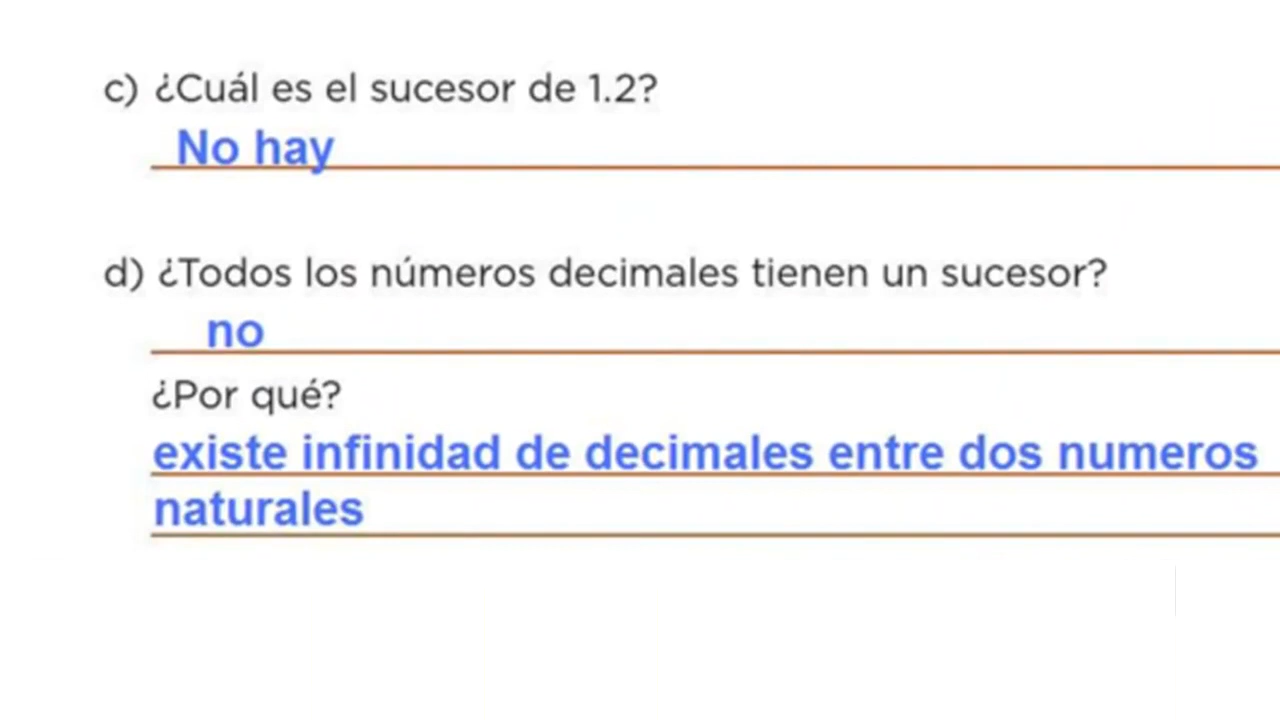 c) ¿Cuál es el sucesor de 1.2?
No hay
d) ¿Todos los números decimales tienen un sucesor?
no
¿Por qué?
existe infinidad de decimales entre dos numeros
naturales